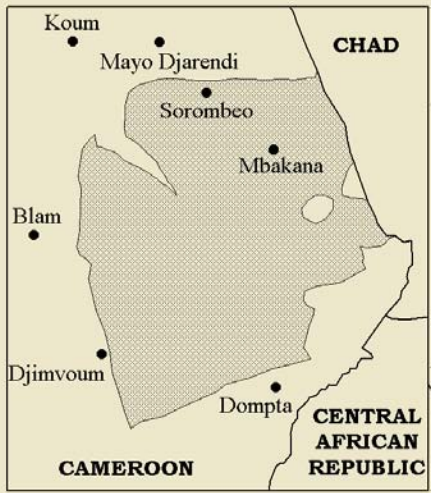 Koum
CHAD
Mayo Djarendi
Sorombeo
Mbakana
Blam
Djimvoum
Dompta
CENTRAL
AFRICAN
REPUBLIC
CAMEROON